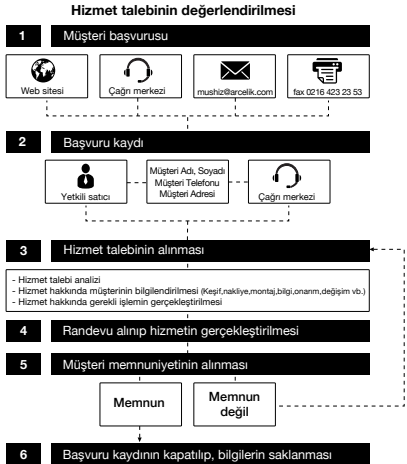 Hizmet talebinin değerlendirilmesi
1 Müşteri başvurusu
Web sitesi
Çağrı merkezi
mushiz@arcelik.com
fax 0216 423 23 53
2 Başvuru kaydı
Yetkili satıcı
Müşteri Adı, Soyadı
Müşteri Telefonu
Müşteri Adresi
Çağrı merkezi
3 Hizmet talebinin alınması
- Hizmet talebi analizi
- Hizmet hakkında müşterinin bilgilendirilmesi (Keşif,nakliye,montaj,bilgi,onarım,değişim vb.)
- Hizmet hakkında gerekli işlemin gerçekleştirilmesi
4 Randevu alınıp hizmetin gerçekleştirilmesi
5 Müşteri memnuniyetinin alınması
Memnun
Memnun
değil
6 Başvuru kaydının kapatılıp, bilgilerin saklanması